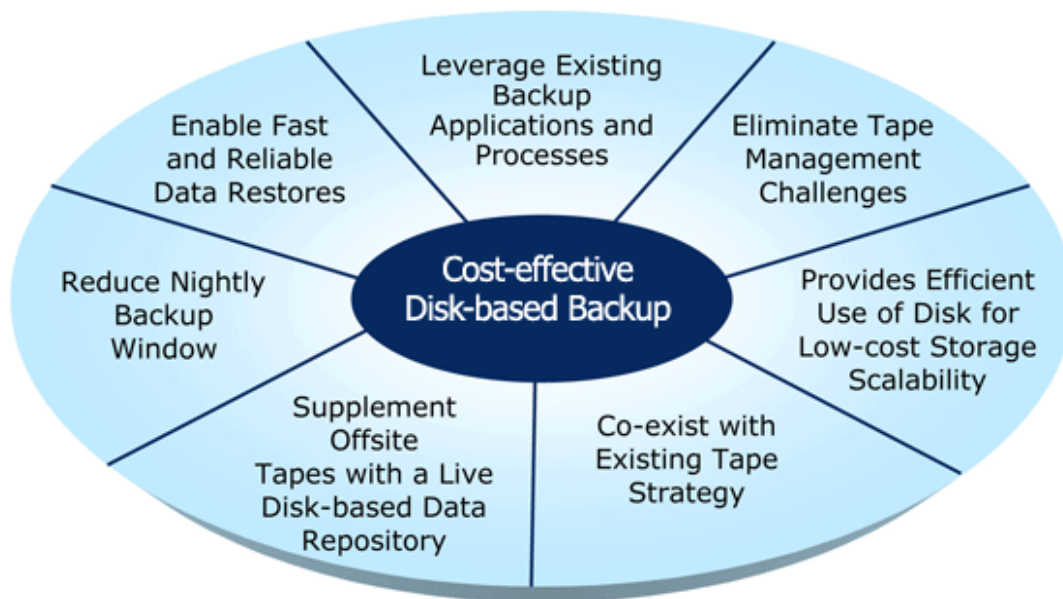 Leverage Existing
Backup
Applications and
Processes
Eliminate Tape
Management
Challenges
Provides Efficient
Use of Disk for
Low-cost Storage
Scalability
Co-exist with
Existing Tape
Strategy
Supplement
Offsite
Tapes with a Live
Disk-based Data
Repository
Reduce Nightly
Backup
Window
Enable Fast
and Reliable
Data Restores
Cost-effective
Disk-based Backup